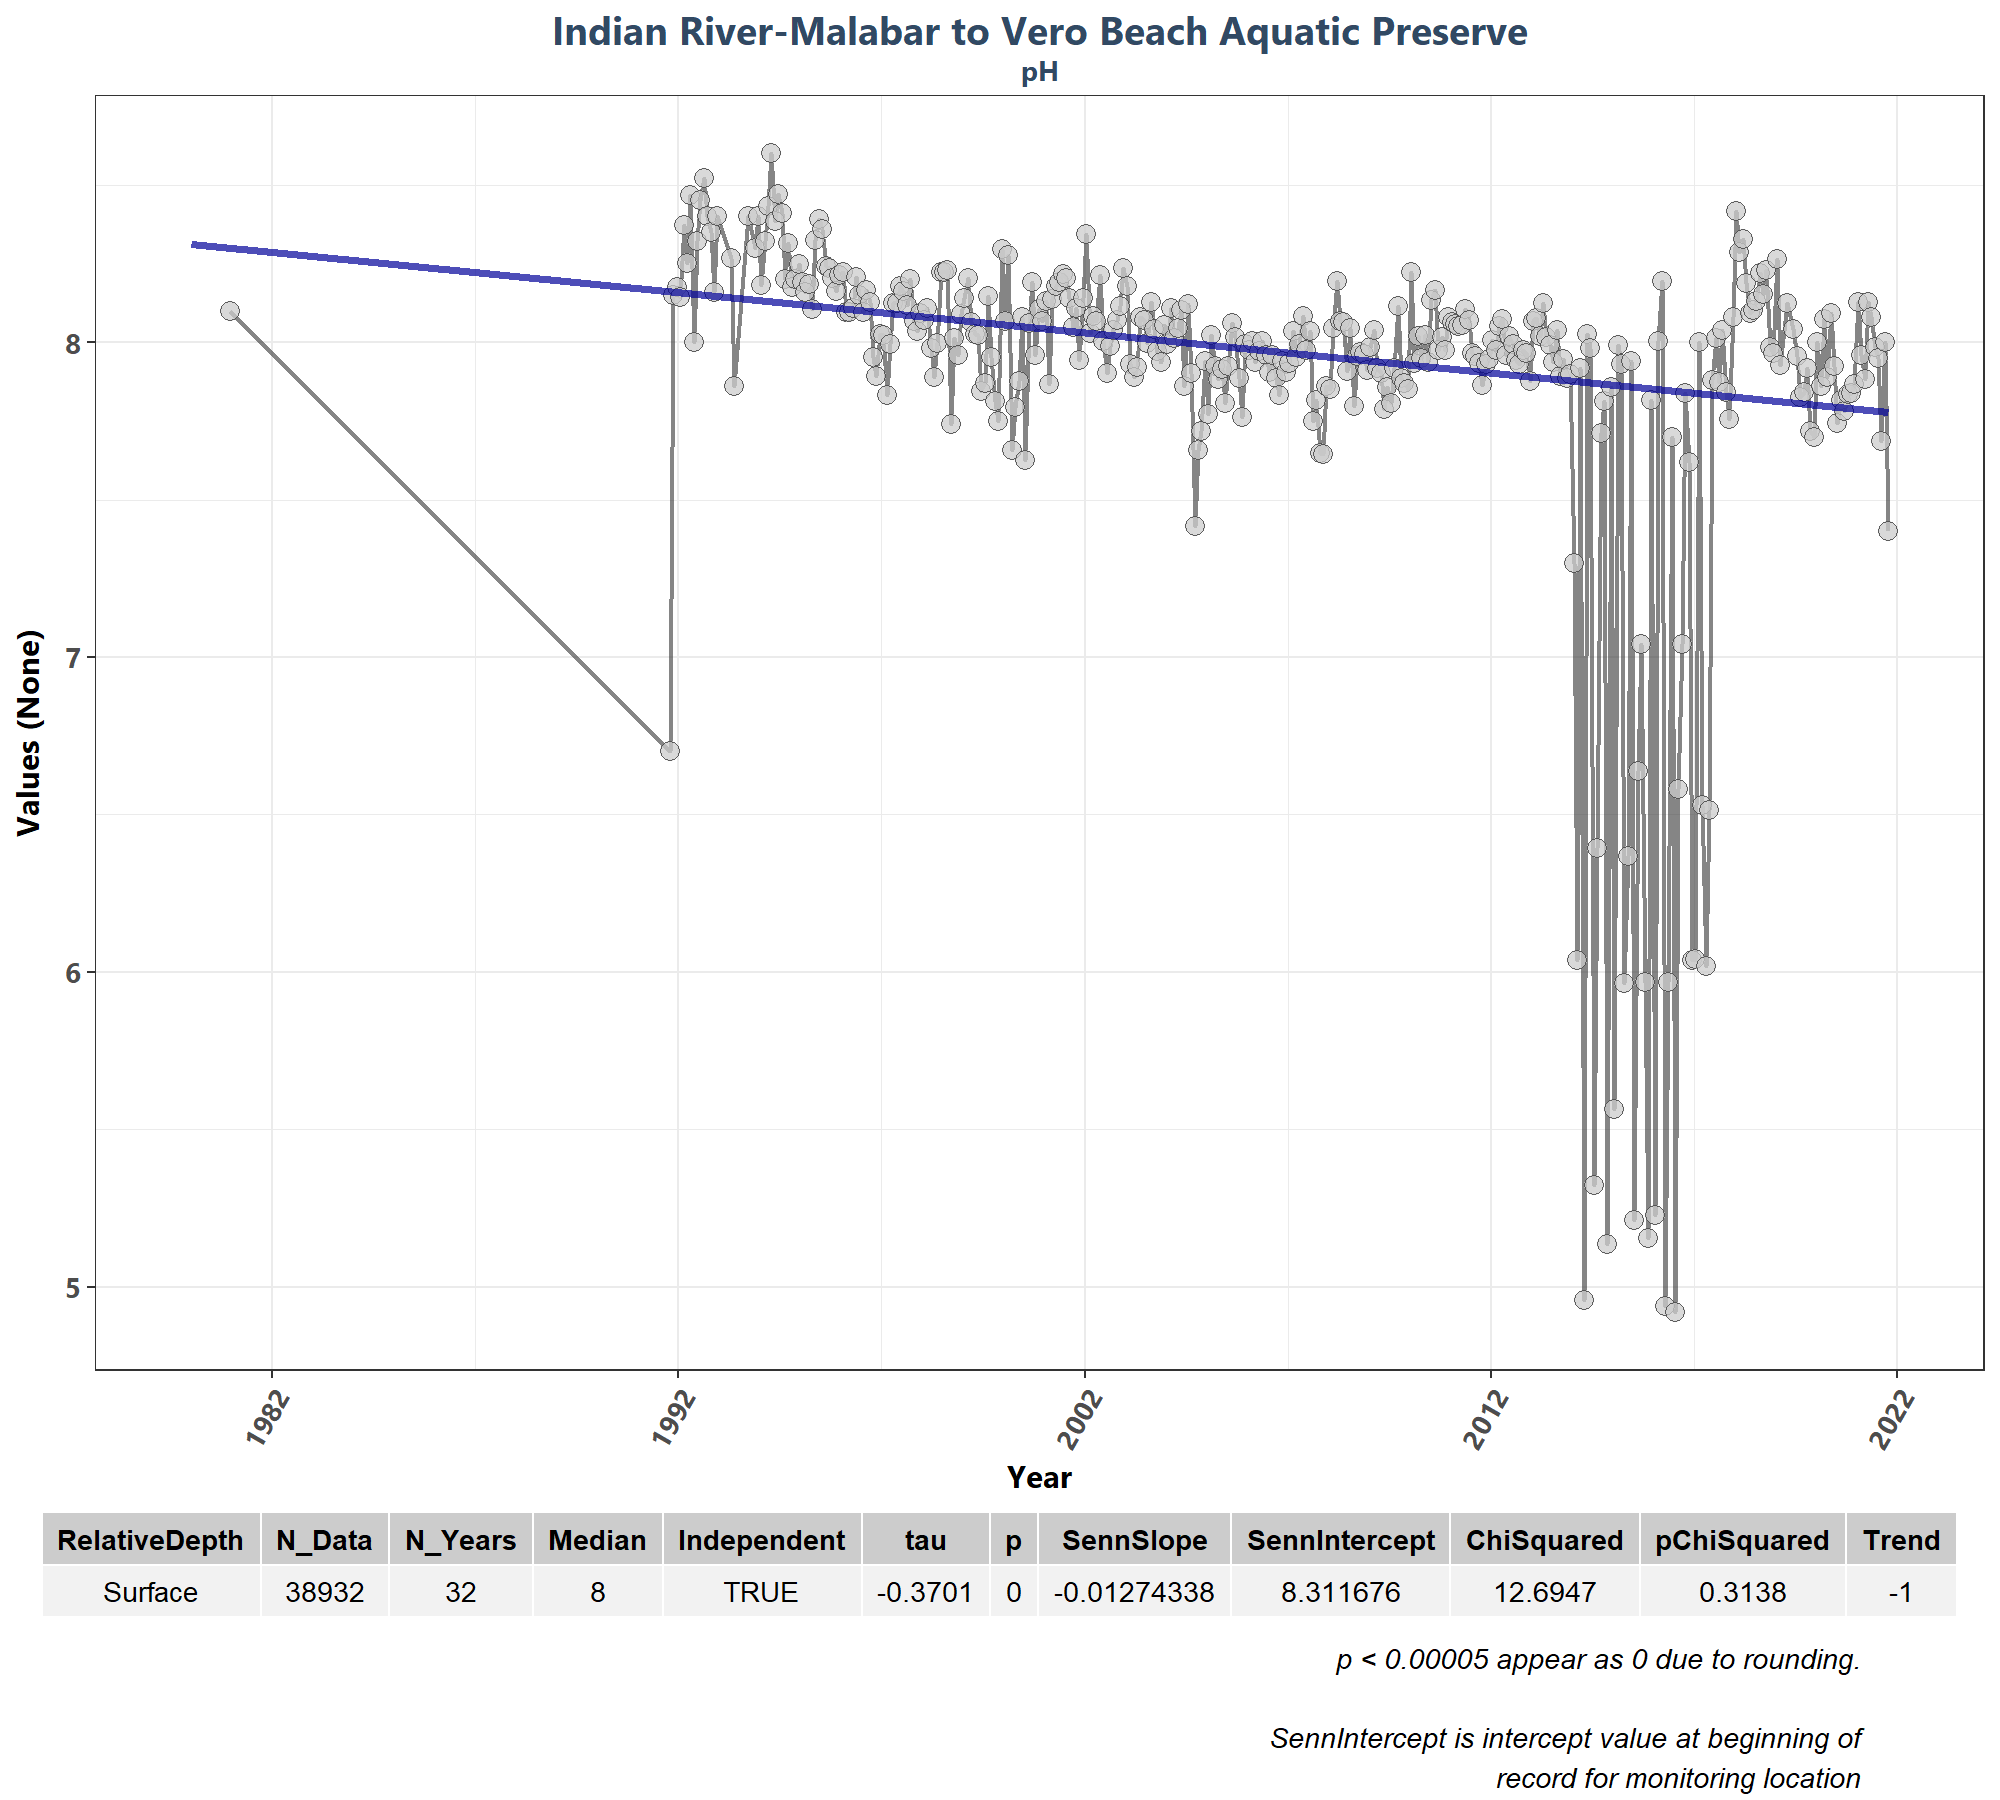 Indian River-Malabar to Vero Beach Aquatic Preserve
pH
Values (None)
8
7
6
5
1982 1992 2002 2012 2022
Year
RelativeDepth N_Data N_Years Median Independent tau p SennSlope SennIntercept ChiSquared pChiSquared Trend
Surface 38932 32 8 TRUE -0.3701 0 -0.01274338 8.311676 12.6947 0.3138 -1
p < 0.00005 appear as 0 due to rounding.
SennIntercept is intercept value at beginning of
record for monitoring location